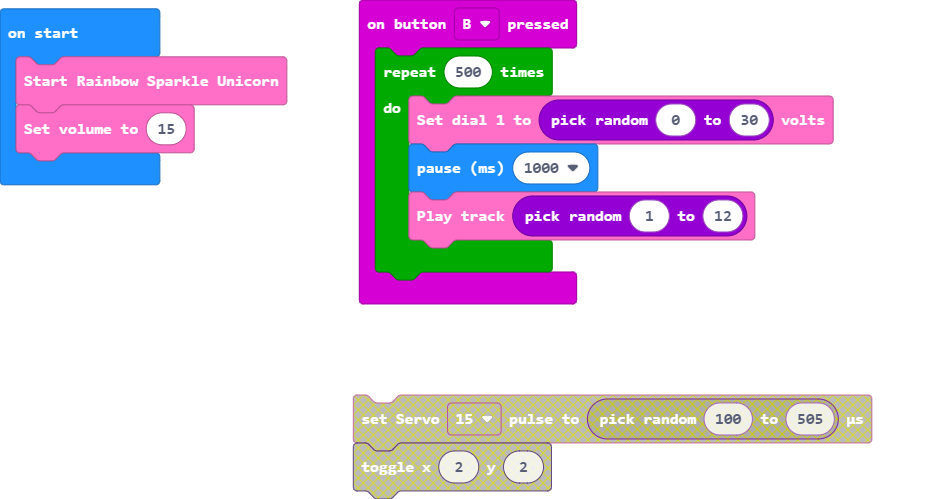 on start
Start Rainbow Sparkle Unicorn
Set volume to 15
on button B pressed
repeat 500 times
do
Set dial 1 to pick random 0 to 30 volts
pause (ms) 1000
Play track pick random 1 to 12
set Servo 15 pulse to pick random 100 to 505 µs
toggle x 2 y 2